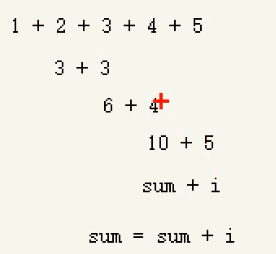 1 + 2 + 3 + 4 + 5
3 + 3
6 + 4
10 + 5
sum + i
sum = sum + i